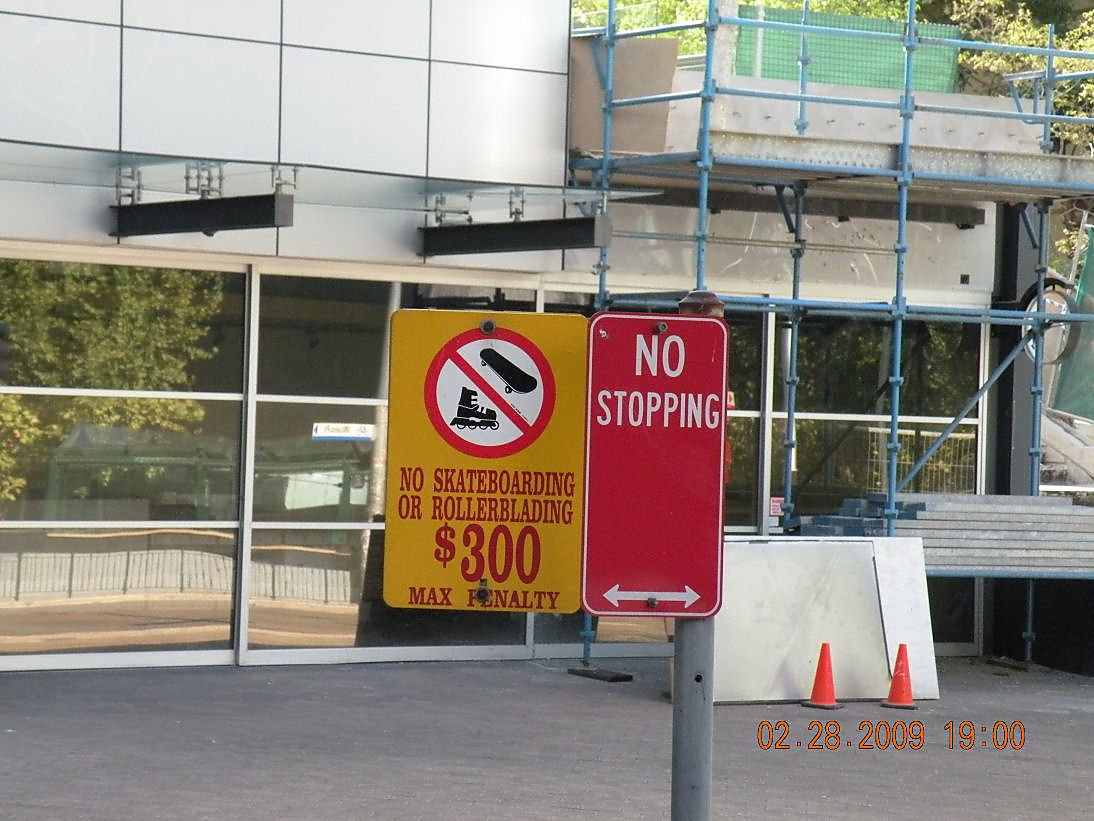 NO SKATEBOARDING
OR ROLLERBLADING
$300
MAX PENALTY
NO
STOPPING
02.28.2009 19:00